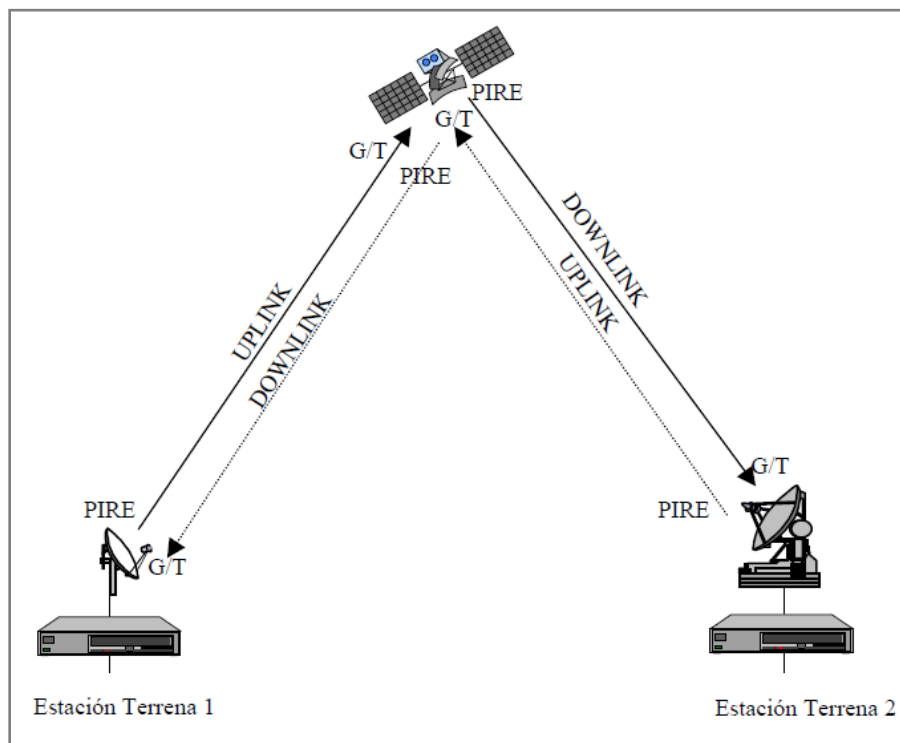 PIRE
G/T
G/T
PIRE
UPLINK
DOWNLINK
DOWNLINK
UPLINK
G/T
PIRE
PIRE
G/T
Estación Terrena 1
Estación Terrena 2